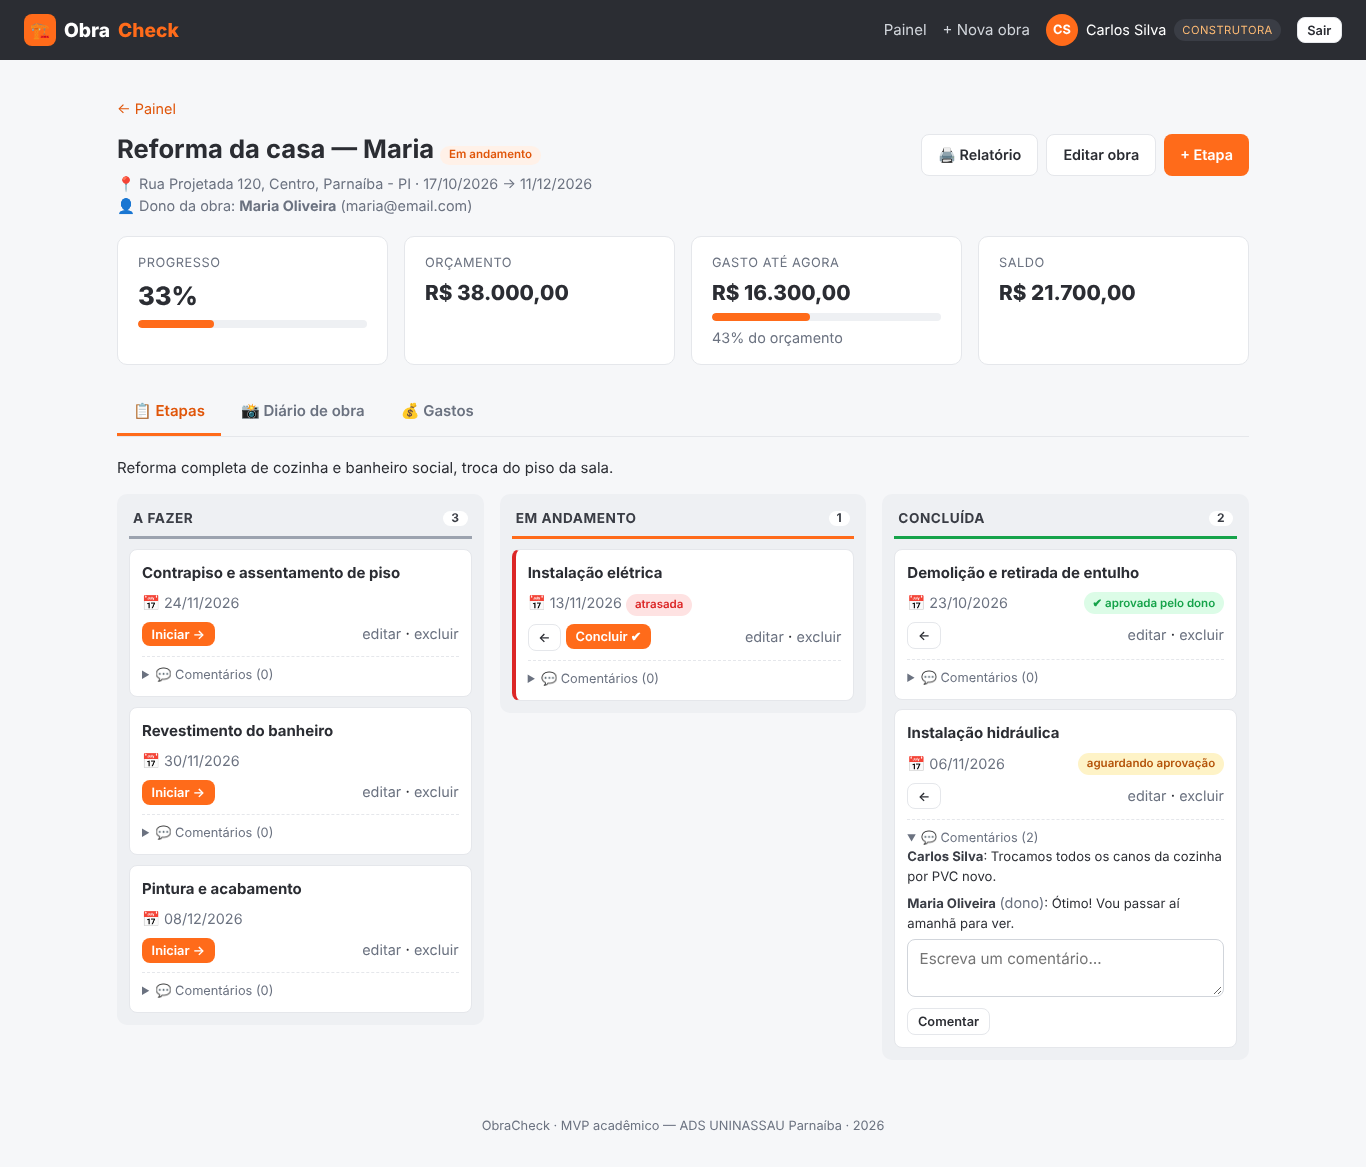 Obra Check
Painel
+ Nova obra
CS
Carlos Silva
CONSTRUTORA
Sair
← Painel
Reforma da casa — Maria
Em andamento
🖨️ Relatório
Editar obra
+ Etapa
📍 Rua Projetada 120, Centro, Parnaíba - PI · 17/10/2026 → 11/12/2026
👤 Dono da obra: Maria Oliveira (maria@email.com)
PROGRESSO
33%
ORÇAMENTO
R$ 38.000,00
GASTO ATÉ AGORA
R$ 16.300,00
43% do orçamento
SALDO
R$ 21.700,00
📋 Etapas
📸 Diário de obra
💰 Gastos
Reforma completa de cozinha e banheiro social, troca do piso da sala.
A FAZER
3
Contrapiso e assentamento de piso
📅 24/11/2026
Iniciar →
editar · excluir
▶ 💬 Comentários (0)
Revestimento do banheiro
📅 30/11/2026
Iniciar →
editar · excluir
▶ 💬 Comentários (0)
Pintura e acabamento
📅 08/12/2026
Iniciar →
editar · excluir
▶ 💬 Comentários (0)
EM ANDAMENTO
1
Instalação elétrica
📅 13/11/2026 atrasada
←
Concluir ✔
editar · excluir
▶ 💬 Comentários (0)
CONCLUÍDA
2
Demolição e retirada de entulho
📅 23/10/2026
✔ aprovada pelo dono
←
editar · excluir
▶ 💬 Comentários (0)
Instalação hidráulica
📅 06/11/2026
aguardando aprovação
←
editar · excluir
▼ 💬 Comentários (2)
Carlos Silva: Trocamos todos os canos da cozinha
por PVC novo.
Maria Oliveira (dono): Ótimo! Vou passar aí
amanhã para ver.
Escreva um comentário...
Comentar
ObraCheck · MVP acadêmico — ADS UNINASSAU Parnaíba · 2026